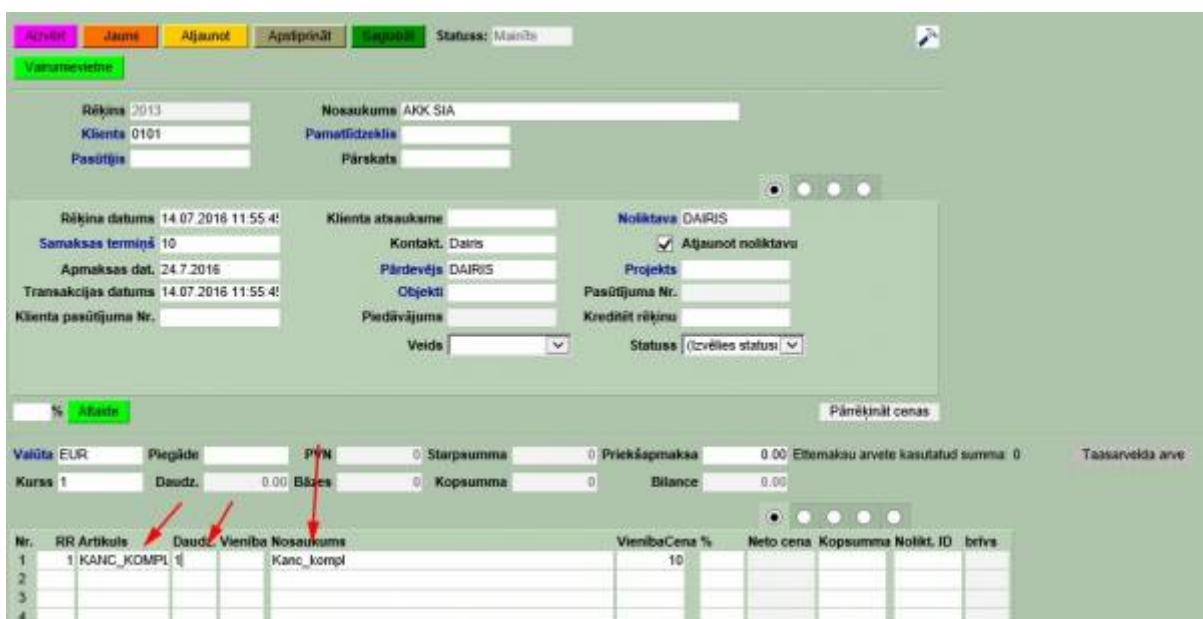 Aizvērt Jauns Atjaunot Apstiprināt Saglabāt Statuss: Mainīts
Vairumevietne
Rēķins 2013 Nosaukums AKK SIA
Klients 0101 Pamatlīdzeklis
Pasūtījis Pārskats
Rēķina datums 14.07.2016 11:55:45 Klienta atsauksme Noliktava DAIRIS
Samaksas termiņš 10 Kontakt. Dairis Atjaunot noliktavu
Apmaksas dat. 24.7.2016 Pārdevējs DAIRIS Projekts
Transakcijas datums 14.07.2016 11:55:45 Objekti Pasūtījuma Nr.
Klienta pasūtījuma Nr. Piedāvājums Kreditēt rēķinu
Veids Statuss (Izvēlies statusu
% Atlaide Pārrēķināt cenas
Valūta EUR Piegāde PVN 0 Starpsumma 0 Priekšapmaksa 0.00 Ettemaksu arvete kasutatud summa 0 Taasarvelda arve
Kurss 1 Daudz. 0.00 Bāzes 0 Kopsumma 0 Bilance 0.00
Nr. RR Artikuls Daudz. Vienība Nosaukums VienībaCena % Neto cena Kopsumma Nolikt. ID brīvs
1 1 KANC_KOMPL 1 Kanc_kompl 10
2
3
4